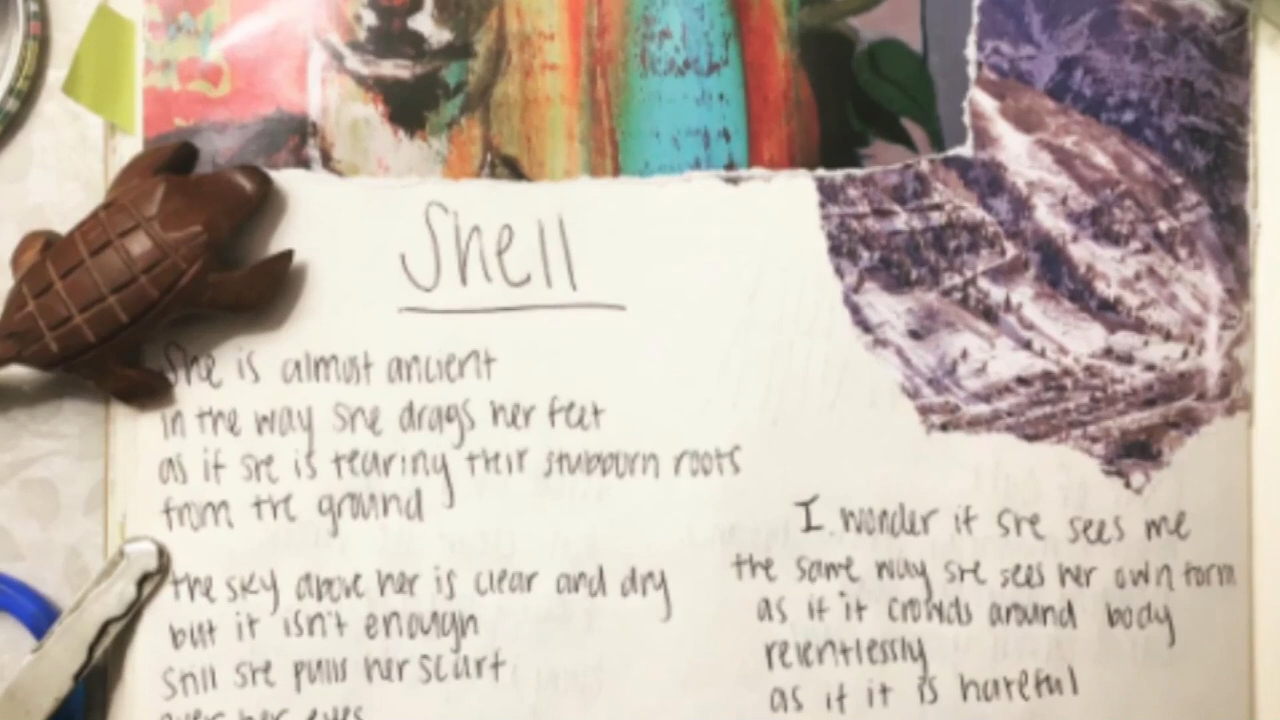 Shell
She is almost ancient
in the way she drags her feet
as if she is tearing their stubborn roots
from the ground
the sky above her is clear and dry
but it isn't enough
still she pulls her scarf
over her eyes
I wonder if she sees me
the same way she sees her own form
as if it crowds around body
relentlessly
as if it is hateful